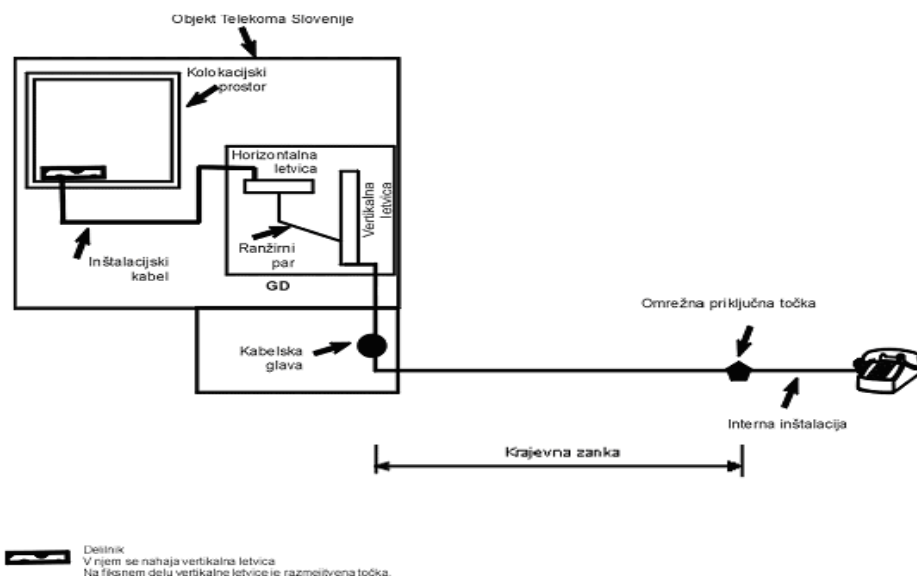 Objekt Telekoma Slovenije
Kolokacijski
prostor
Horizontalna
letvica
Vertikalna
letvica
Ranžirni
par
GD
Inštalacijski
kabel
Kabelska
glava
Omrežna priključna točka
Interna inštalacija
Krajevna zanka
Delilnik
V njem se nahaja vertikalna letvica
Na fiksnem delu vertikalne letvice je razmejitvena točka.